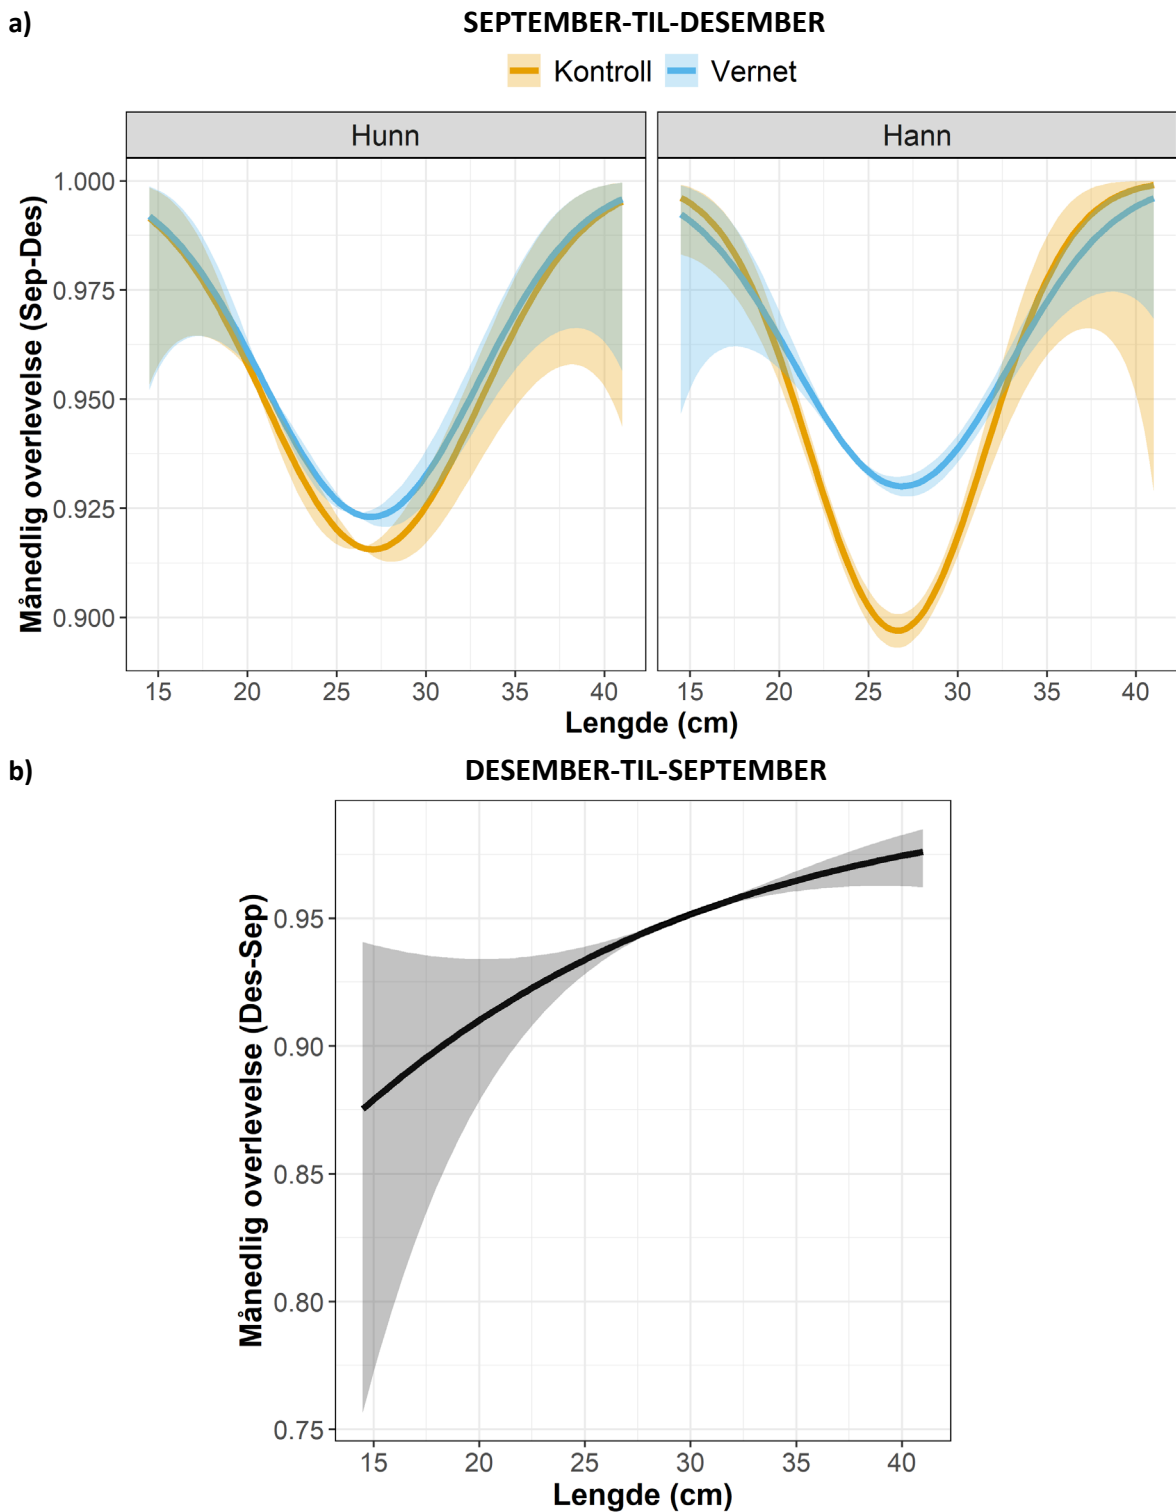 a)
SEPTEMBER-TIL-DESEMBER
Kontroll Vernet
Hunn Hann
Månedlig overlevelse (Sep-Des)
1.000
0.975
0.950
0.925
0.900
15 20 25 30 35 40 15 20 25 30 35 40
Lengde (cm)
b)
DESEMBER-TIL-SEPTEMBER
Månedlig overlevelse (Des-Sep)
0.95
0.90
0.85
0.80
0.75
15 20 25 30 35 40
Lengde (cm)